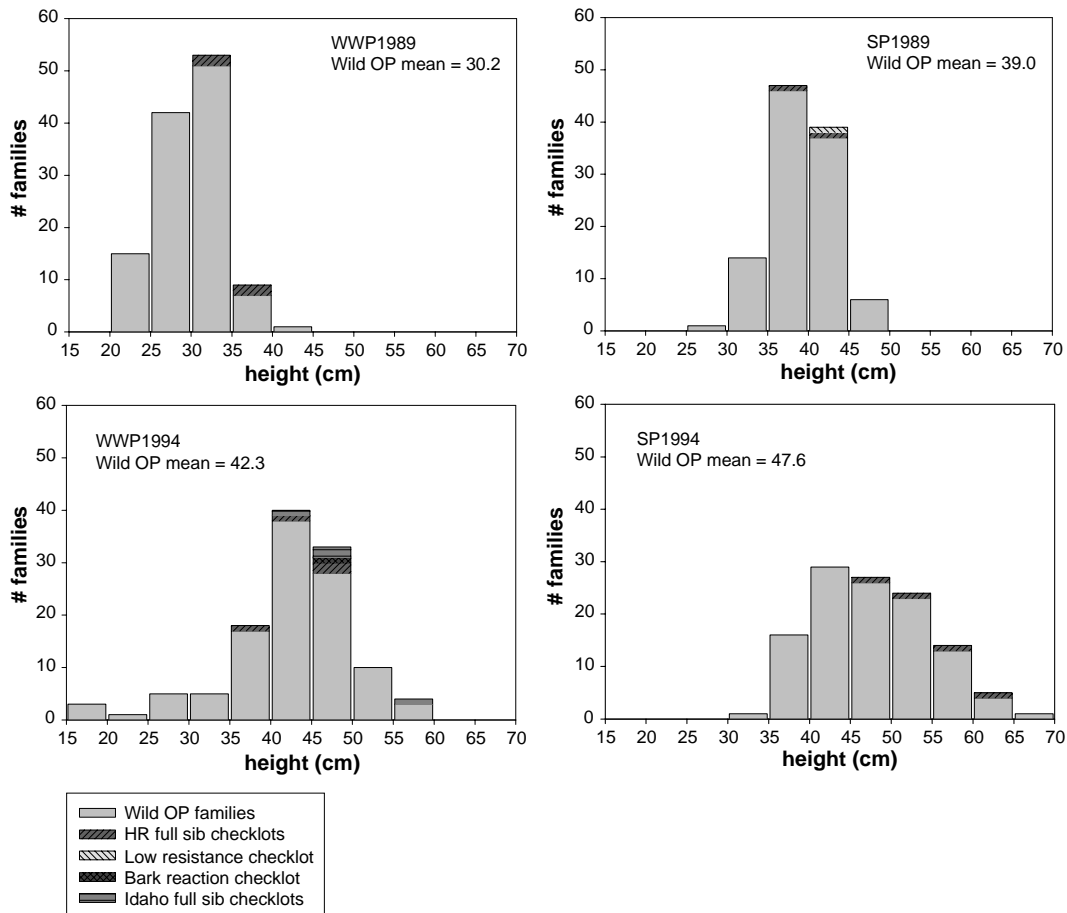 60
50
40
30
20
10
0
# families
WWP1989
Wild OP mean = 30.2
15 20 25 30 35 40 45 50 55 60 65 70
height (cm)
60
50
40
30
20
10
0
# families
SP1989
Wild OP mean = 39.0
15 20 25 30 35 40 45 50 55 60 65 70
height (cm)
60
50
40
30
20
10
0
# families
WWP1994
Wild OP mean = 42.3
15 20 25 30 35 40 45 50 55 60 65 70
height (cm)
60
50
40
30
20
10
0
# families
SP1994
Wild OP mean = 47.6
15 20 25 30 35 40 45 50 55 60 65 70
height (cm)
Wild OP families
HR full sib checklots
Low resistance checklot
Bark reaction checklot
Idaho full sib checklots